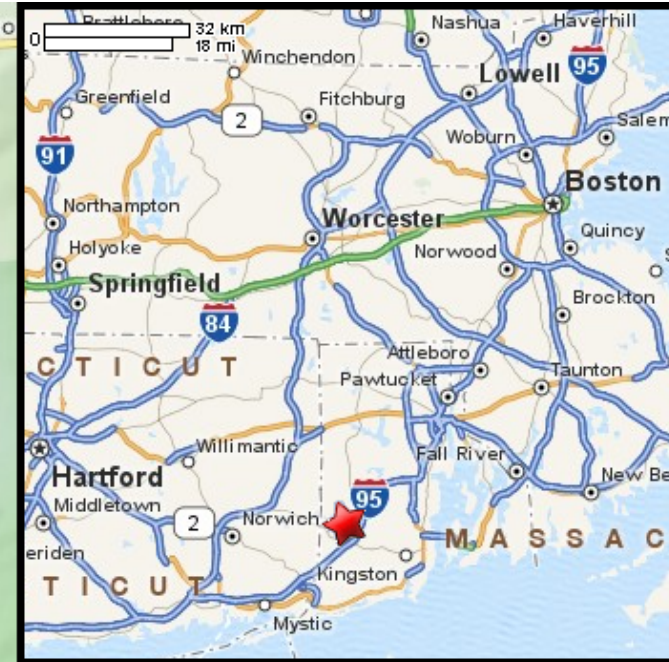 Brattleboro
32 km
0
18 mi
Nashua
Haverhill
Winchendon
Lowell
95
Greenfield
2
Fitchburg
Salem
Woburn
91
Boston
Northampton
Worcester
Quincy
Holyoke
Norwood
Springfield
Brockton
84
CTICUT
Attleboro
Pawtucket
Taunton
Willimantic
Fall River
Hartford
95
New Be
Middletown
2
Norwich
MASSAC
eriden
Kingston
TICUT
Mystic